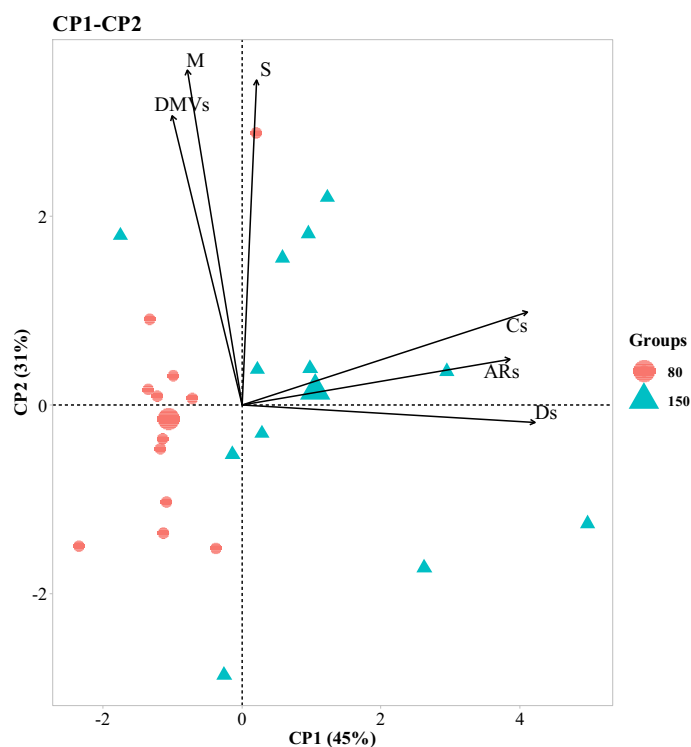 CP1-CP2
M
S
DMVs
2
Cs
ARs
0
Ds
-2
CP2 (31%)
-2
0
2
4
CP1 (45%)
Groups
80
150